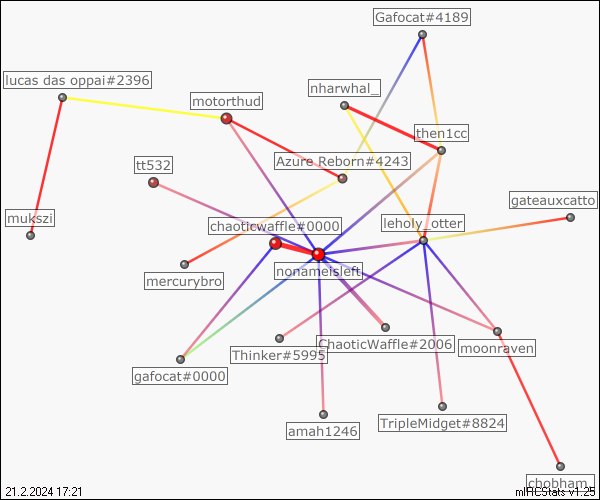 Gafocat#4189
lucas das oppai#2396
nharwhal_
motorthud
then1cc
Azure Reborn#4243
tt532
gateauxcatto
mukszi
chaoticwaffle#0000
leholy_otter
nonameisleft
mercurybro
ChaoticWaffle#2006
Thinker#5995
moonraven
gafocat#0000
TripleMidget#8824
amah1246
chobham_
21.2.2024 17:21
mIRCStats v1.25